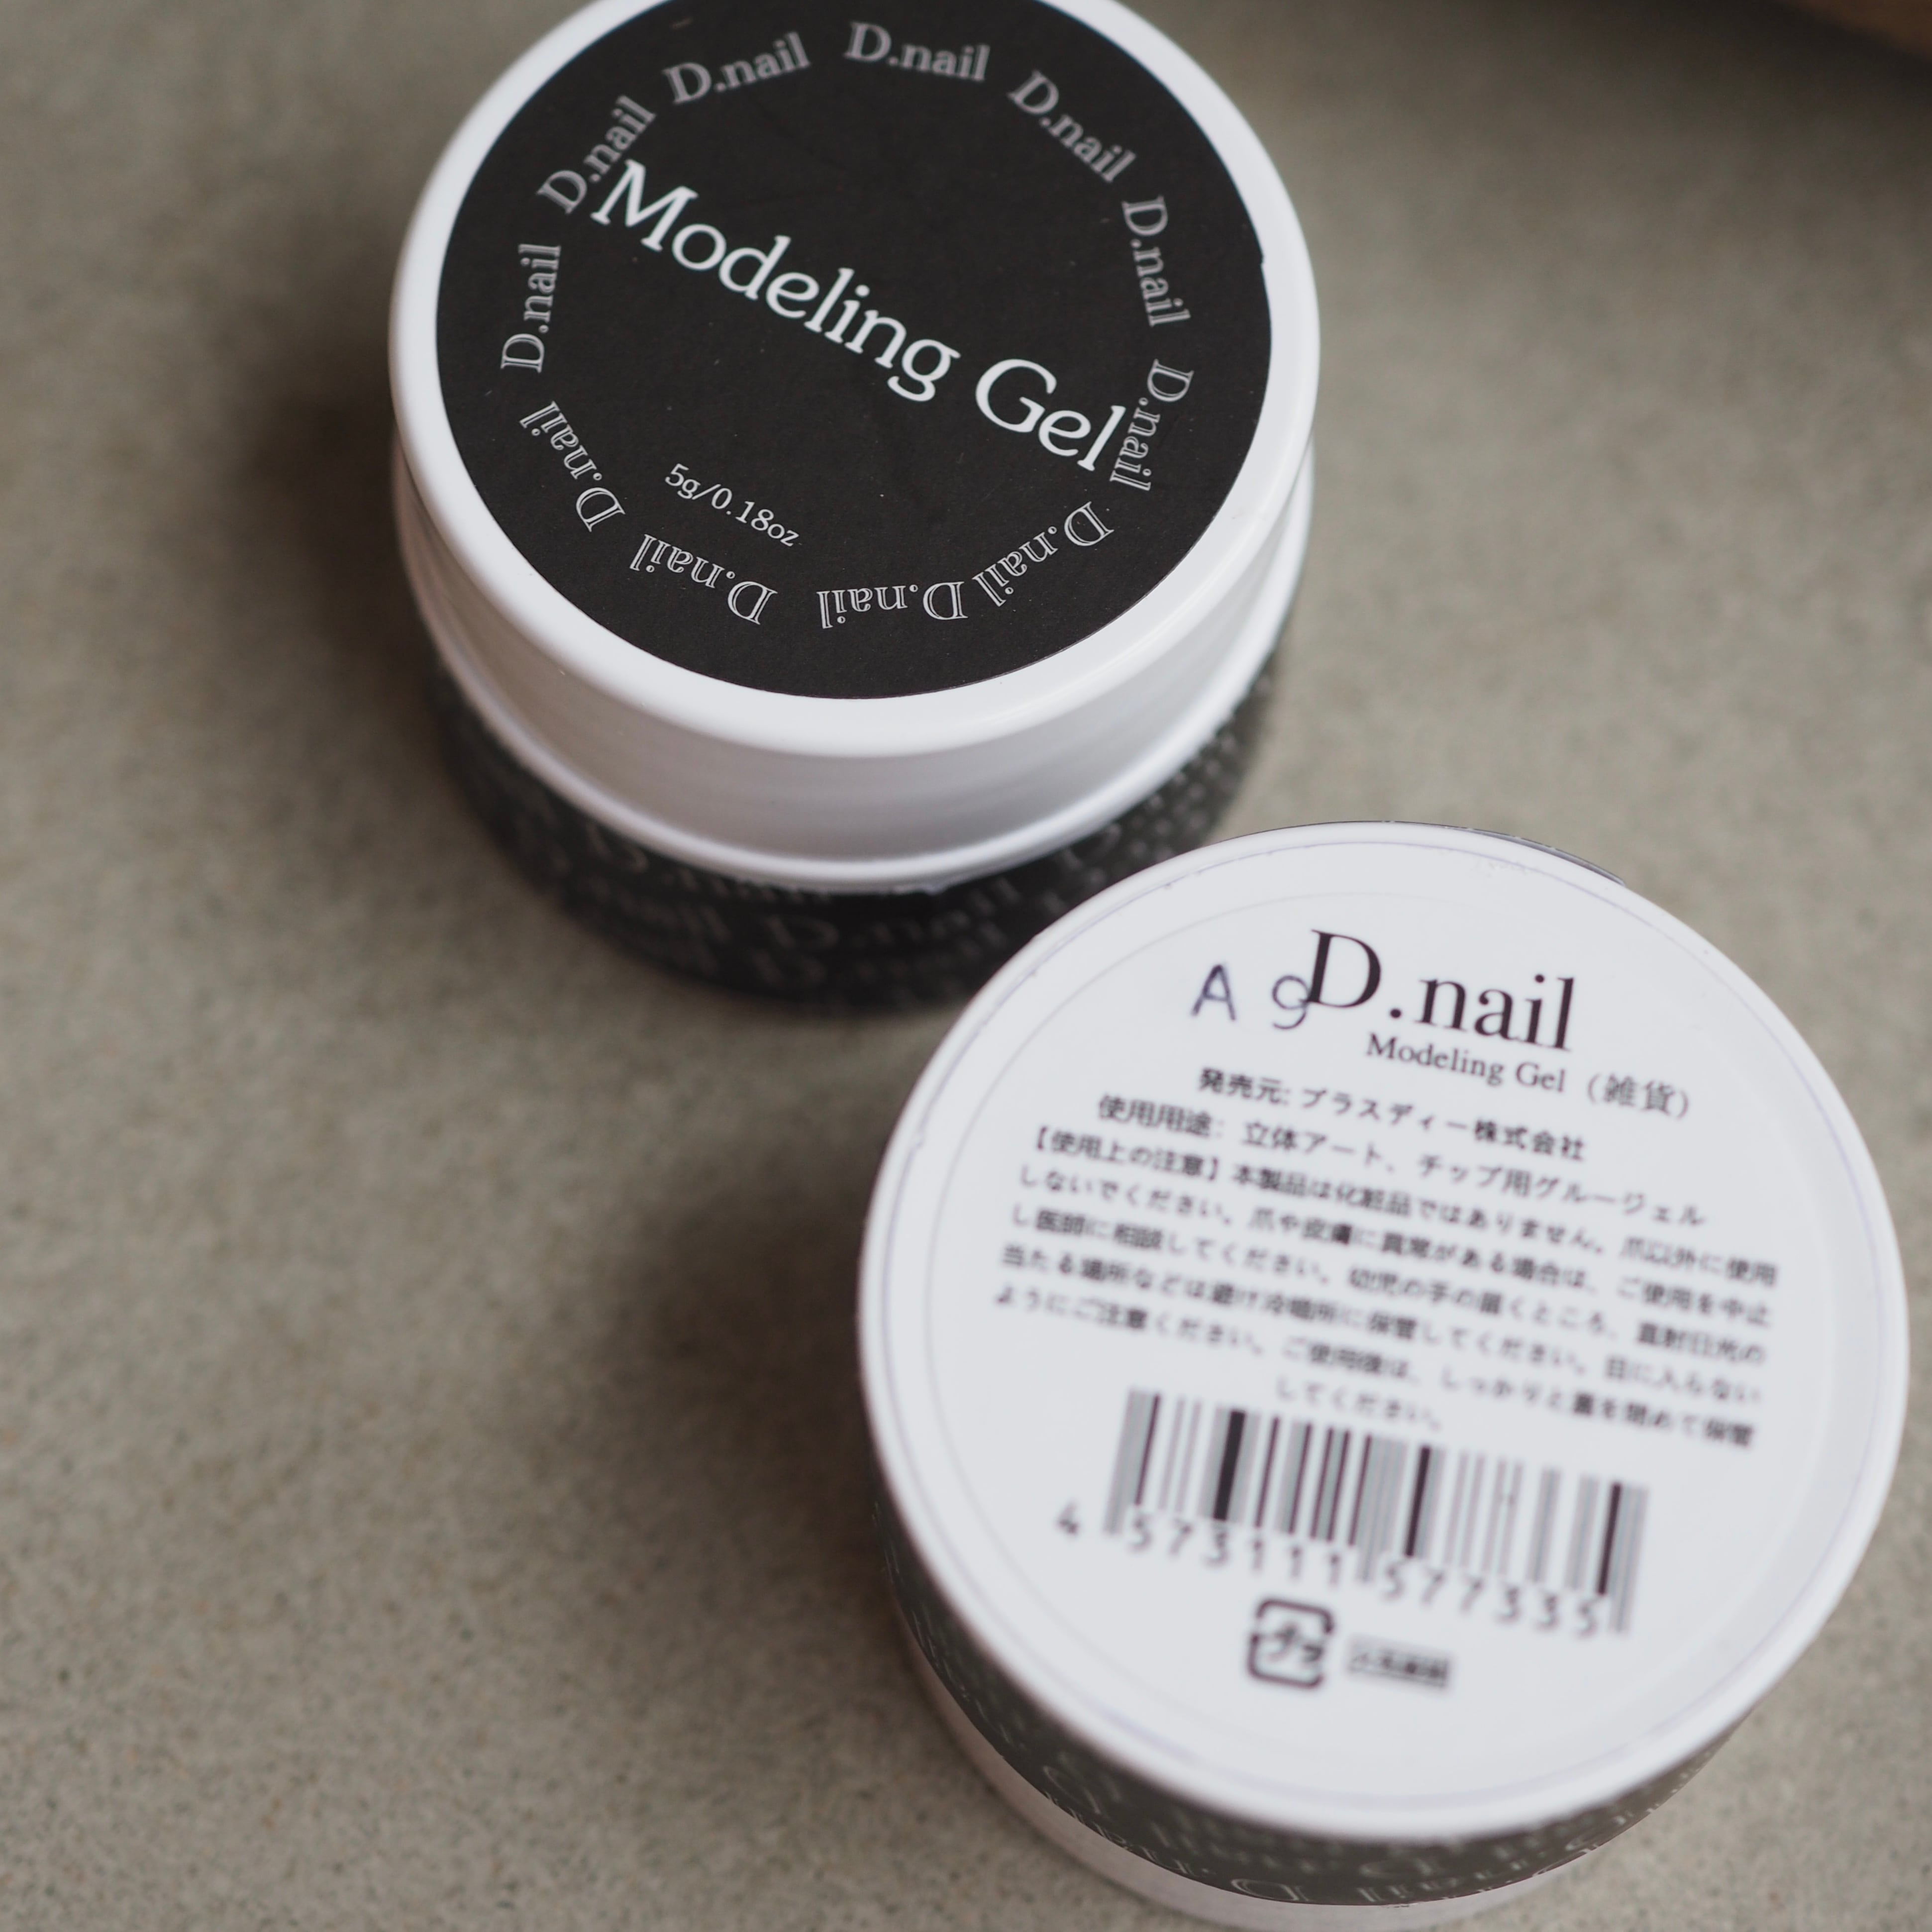 D.nail D.nail D.nail D.nail D.nail D.nail D.nail D.nail D.nail D.nail D.nail
Modeling Gel
5g/0.18oz
A 9
D.nail
Modeling Gel（雑貨）
発売元: プラスディー株式会社
使用用途: 立体アート、チップ用グルージェル
【使用上の注意】本製品は化粧品ではありません。爪以外に使用
しないでください。爪や皮膚に異常がある場合は、ご使用を中止
し医師に相談してください。幼児の手の届くところ、直射日光の
当たる場所などは避け冷暗所に保管してください。目に入らない
ようにご注意ください。ご使用後は、しっかりと蓋を閉めて保管
してください。
4 573111 577335
プラ